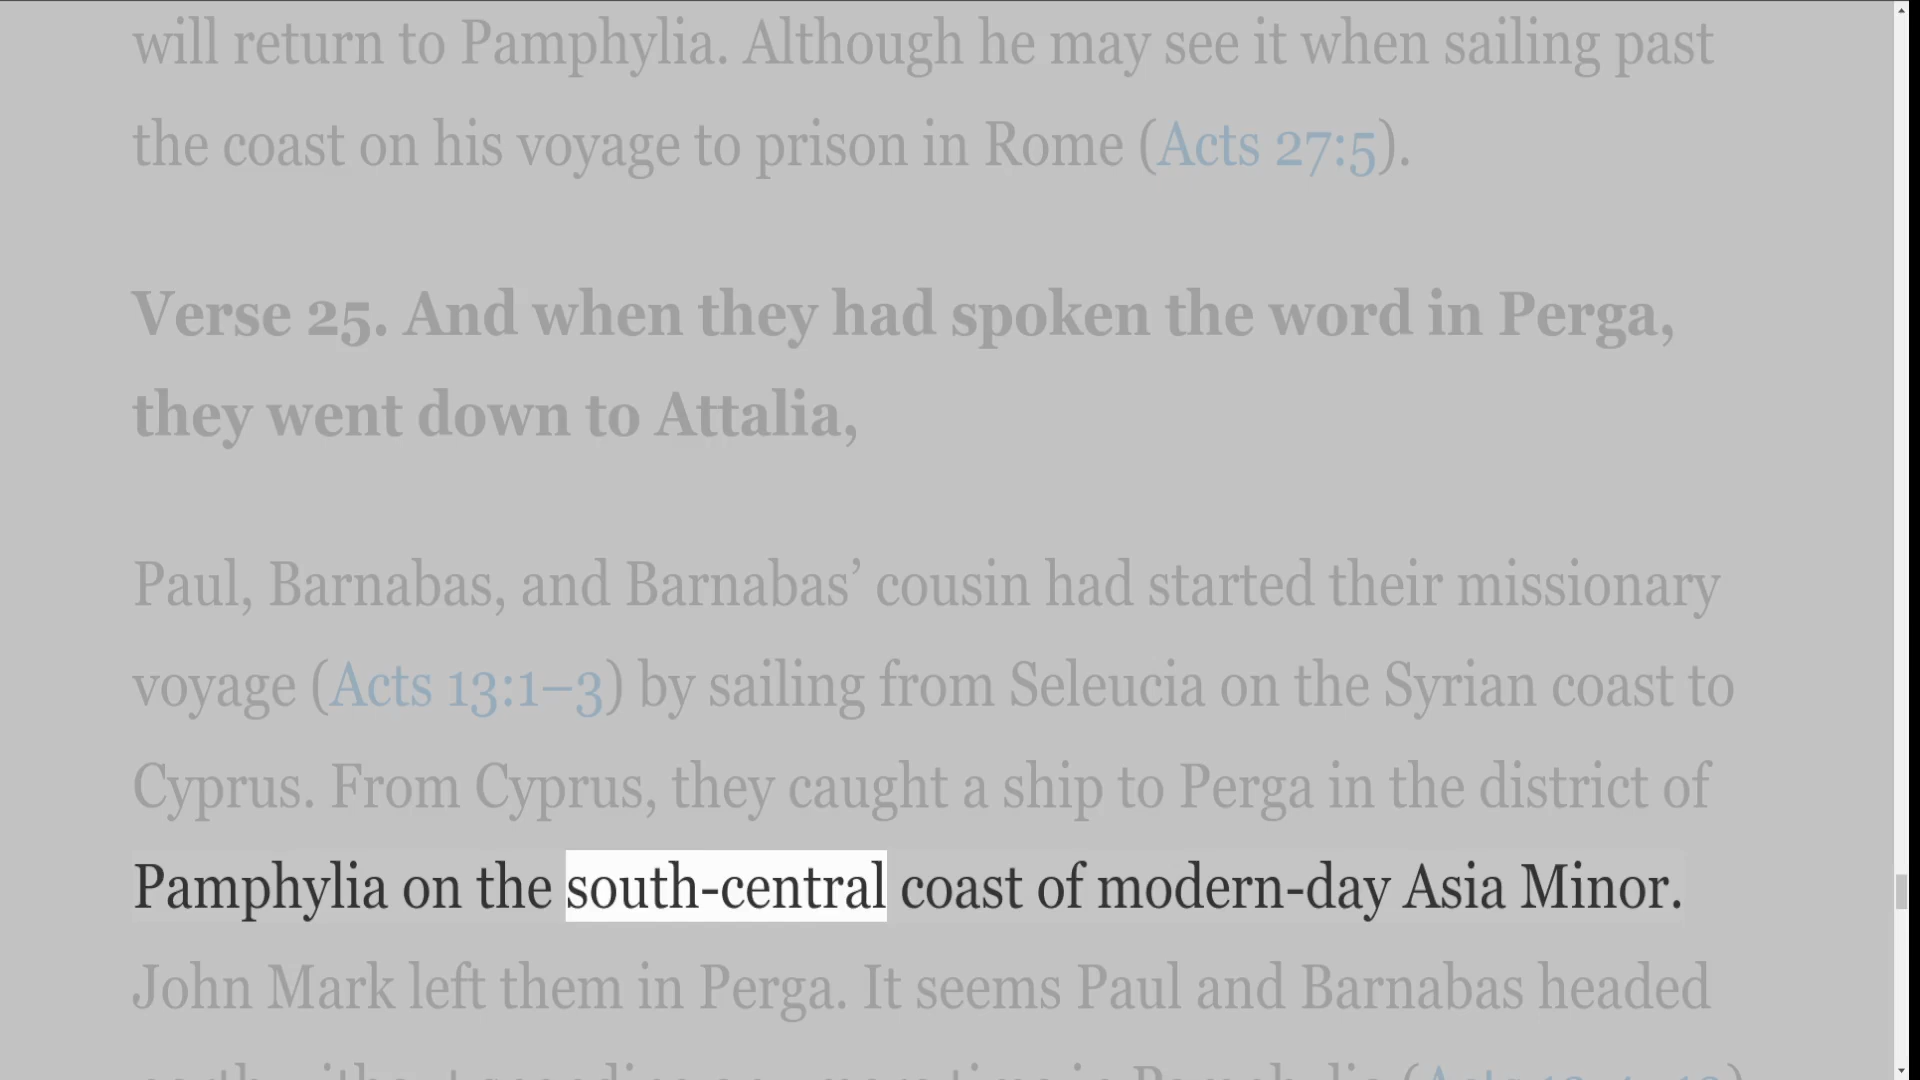 will return to Pamphylia. Although he may see it when sailing past
the coast on his voyage to prison in Rome (Acts 27:5).
Verse 25. And when they had spoken the word in Perga,
they went down to Attalia,
Paul, Barnabas, and Barnabas’ cousin had started their missionary
voyage (Acts 13:1–3) by sailing from Seleucia on the Syrian coast to
Cyprus. From Cyprus, they caught a ship to Perga in the district of
Pamphylia on the south-central coast of modern-day Asia Minor.
John Mark left them in Perga. It seems Paul and Barnabas headed